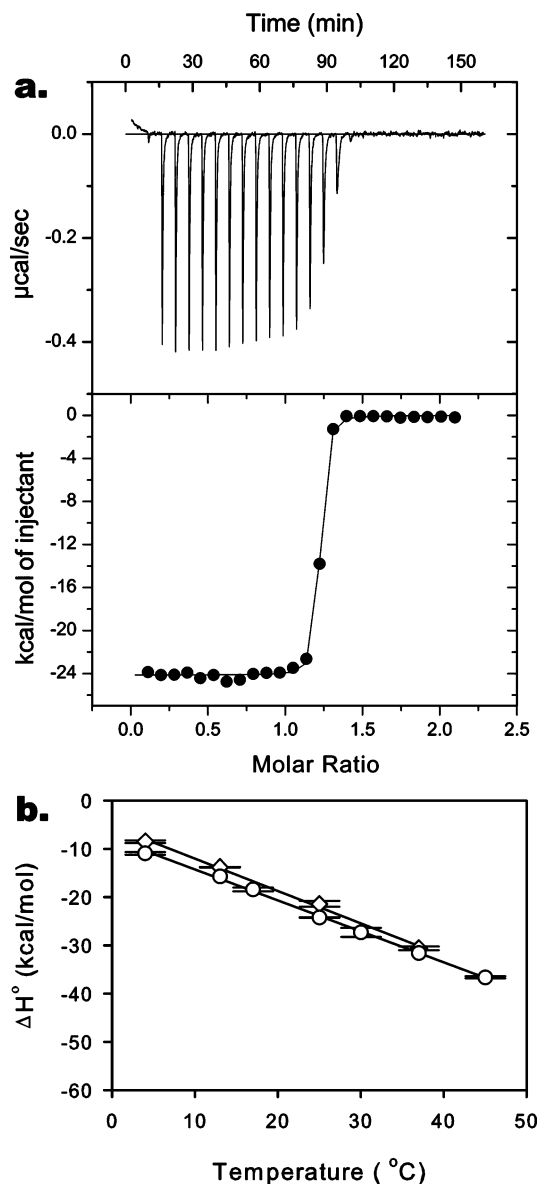 Time (min)
0 30 60 90 120 150
a.
0.0
-0.2
-0.4
µcal/sec
0
-4
-8
-12
-16
-20
-24
kcal/mol of injectant
0.0 0.5 1.0 1.5 2.0 2.5
Molar Ratio
b.
0
-10
-20
-30
-40
-50
-60
ΔH° (kcal/mol)
0 10 20 30 40 50
Temperature ( °C)